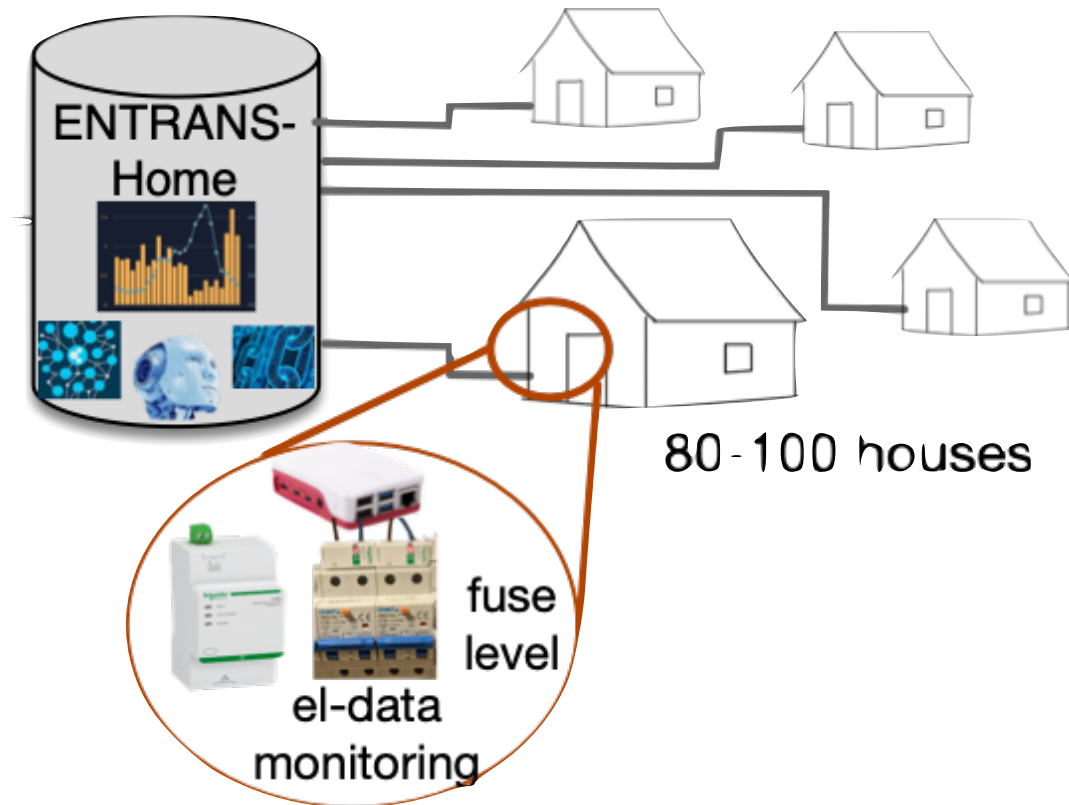 ENTRANS-
Home
80-100 houses
fuse
level
el-data
monitoring